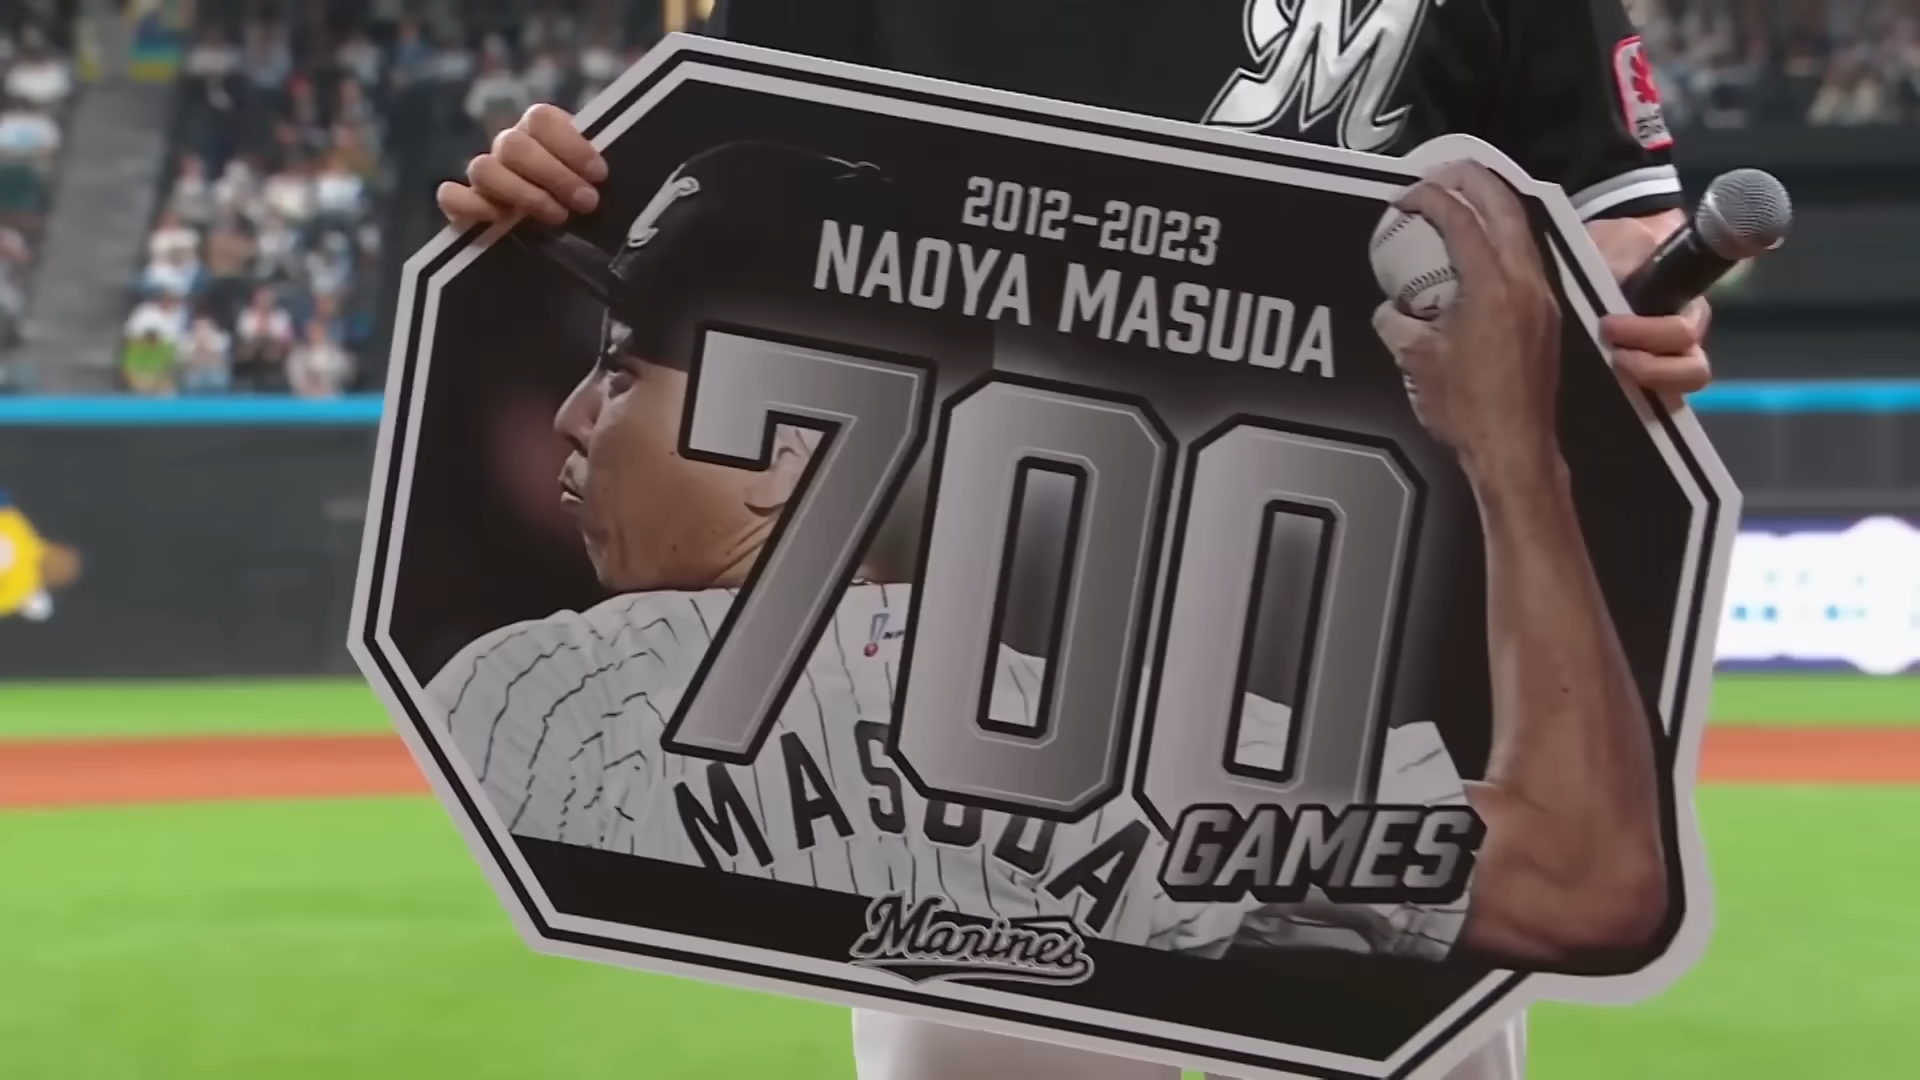 2012-2023
NAOYA MASUDA
700
GAMES
MASUDA
Marines
M